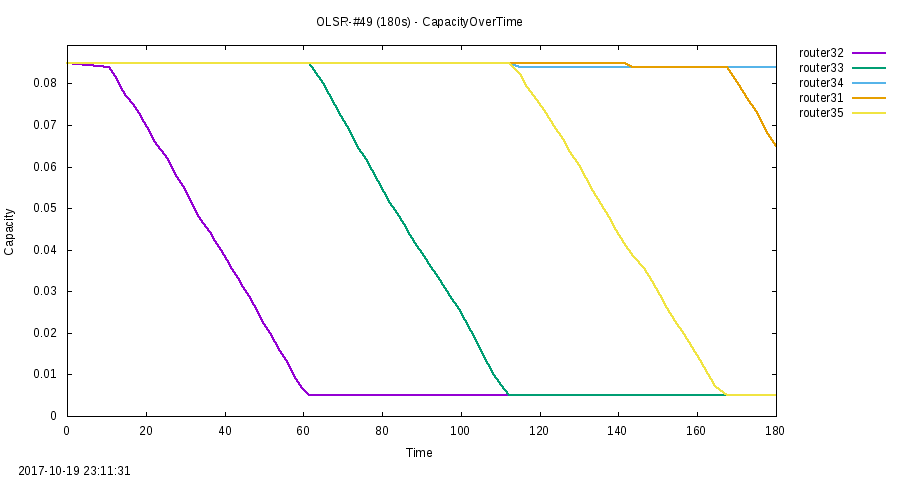 OLSR-#49 (180s) - CapacityOverTime
router32
router33
router34
router31
router35
0.08
0.07
0.06
0.05
0.04
0.03
0.02
0.01
0
Capacity
0 20 40 60 80 100 120 140 160 180
Time
2017-10-19 23:11:31